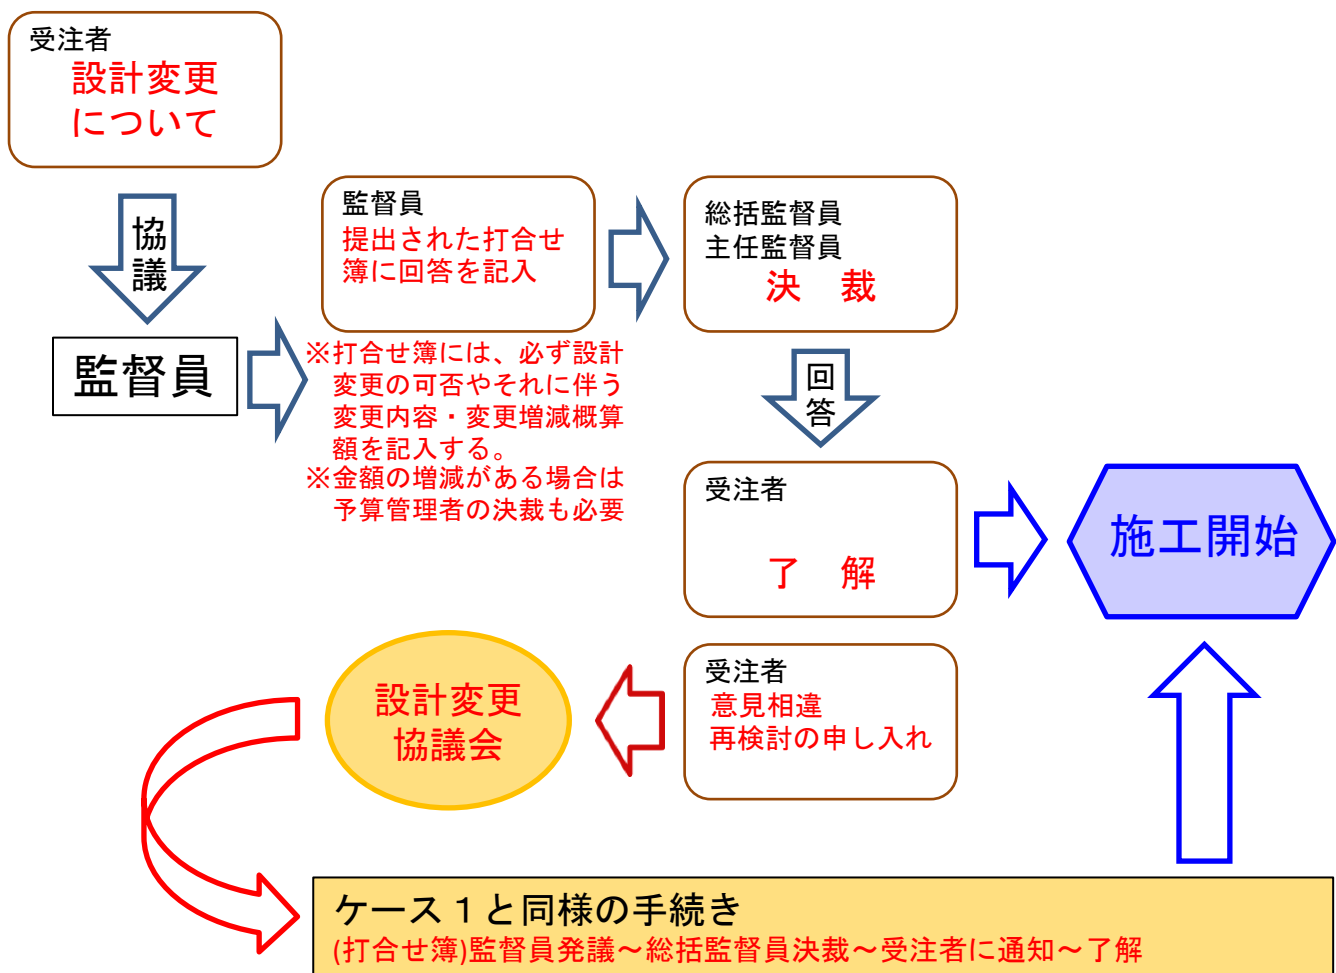 受注者
設計変更
について
協
議
監督員
監督員
提出された打合せ
簿に回答を記入
※打合せ簿には、必ず設計
変更の可否やそれに伴う
変更内容・変更増減概算
額を記入する。
※金額の増減がある場合は
予算管理者の決裁も必要
総括監督員
主任監督員
決　裁
回
答
受注者
了　解
施工開始
受注者
意見相違
再検討の申し入れ
設計変更
協議会
ケース１と同様の手続き
(打合せ簿)監督員発議～総括監督員決裁～受注者に通知～了解